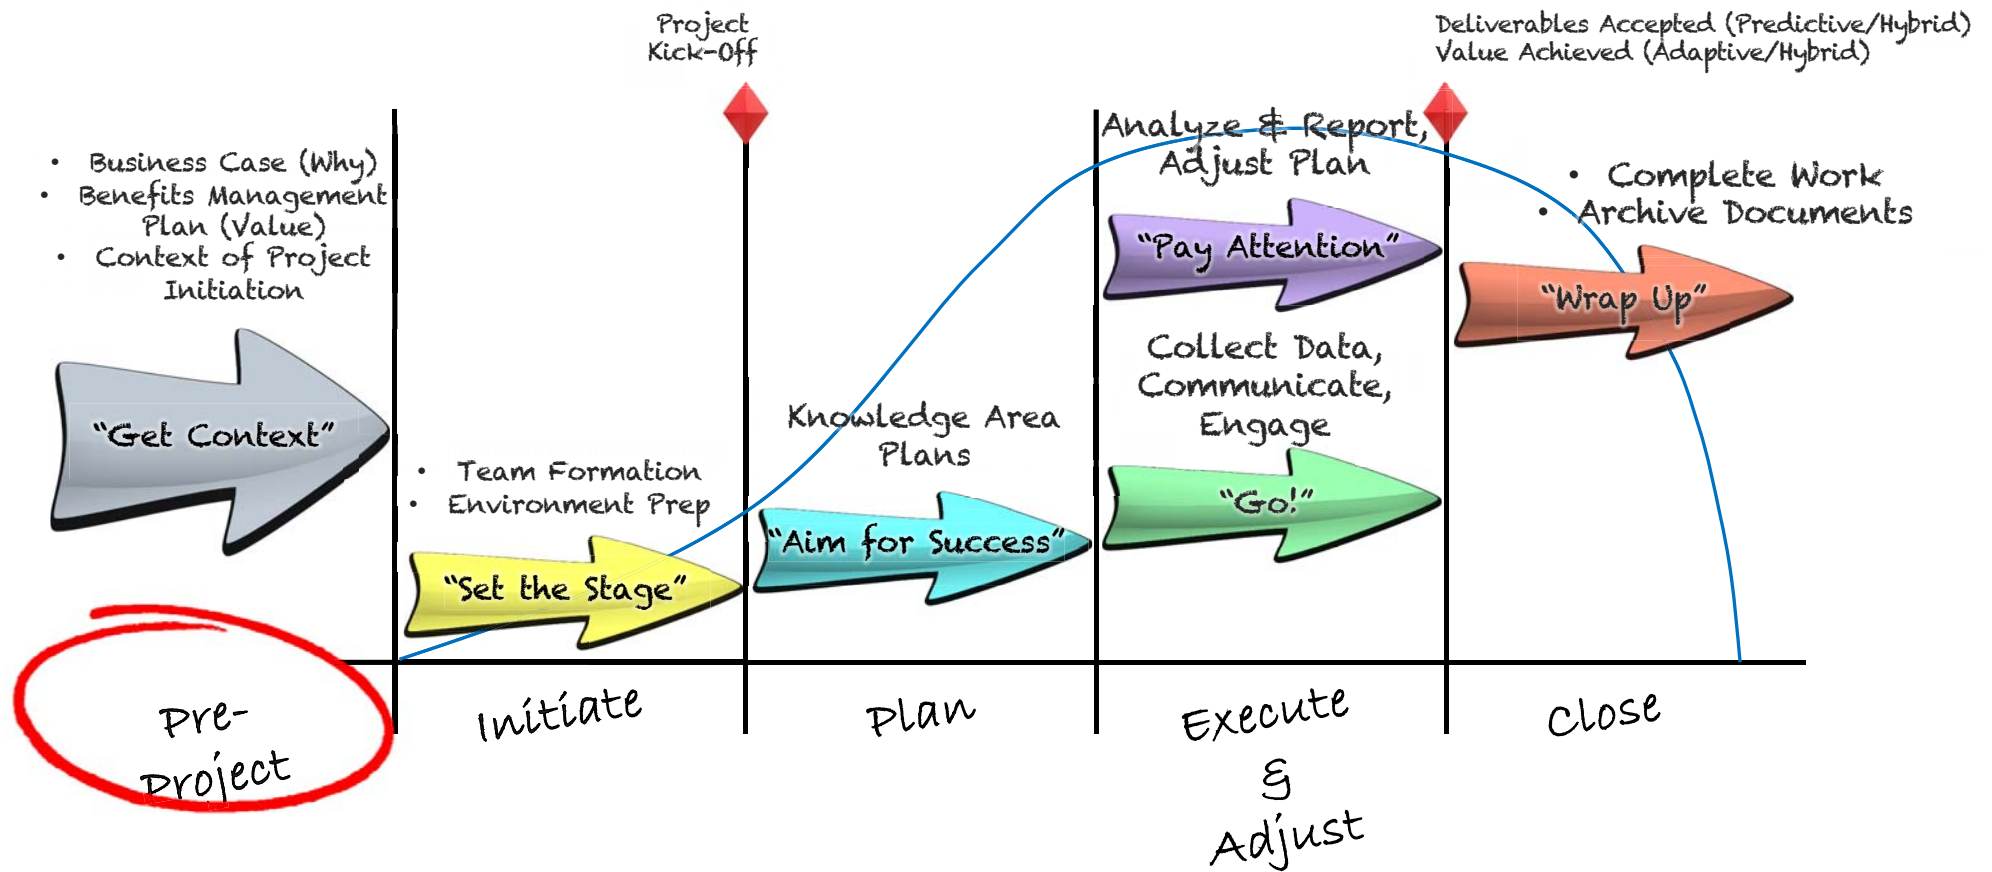 Project
Kick-Off
Deliverables Accepted (Predictive/Hybrid)
Value Achieved (Adaptive/Hybrid)
• Business Case (Why)
• Benefits Management
Plan (Value)
• Context of Project
Initiation
"Get Context"
• Team Formation
• Environment Prep
"Set the Stage"
Knowledge Area
Plans
"Aim for Success"
Analyze & Report,
Adjust Plan
"Pay Attention"
Collect Data,
Communicate,
Engage
"Go!"
• Complete Work
• Archive Documents
"Wrap Up"
Pre-
Project
Initiate
Plan
Execute
&
Adjust
Close